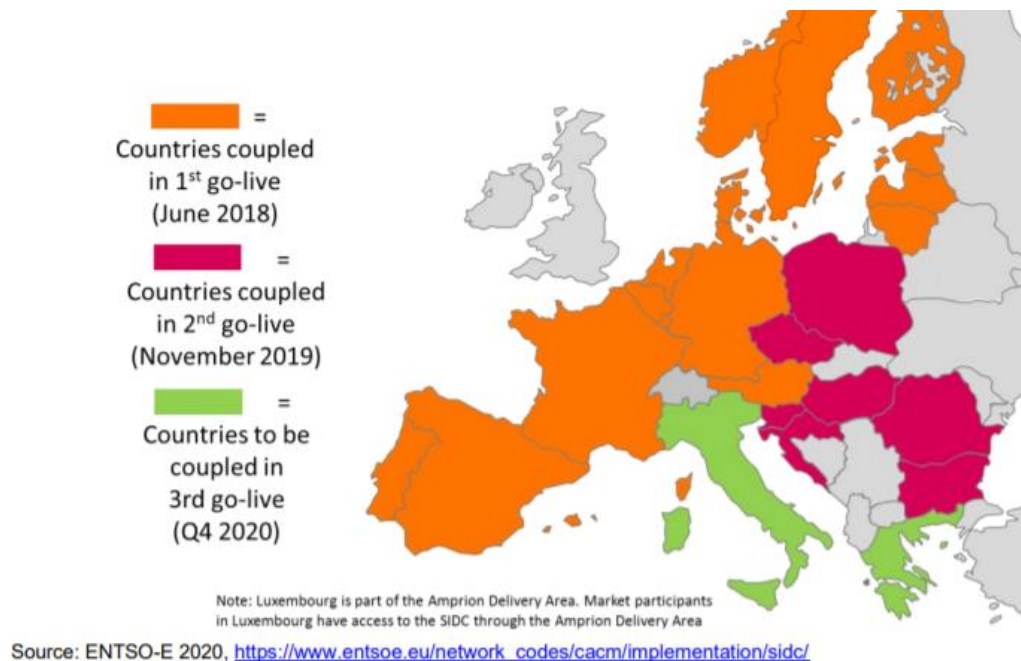 =
Countries coupled
in 1st go-live
(June 2018)
=
Countries coupled
in 2nd go-live
(November 2019)
=
Countries to be
coupled in
3rd go-live
(Q4 2020)
Note: Luxembourg is part of the Amprion Delivery Area. Market participants
in Luxembourg have access to the SIDC through the Amprion Delivery Area
Source: ENTSO-E 2020, https://www.entsoe.eu/network_codes/cacm/implementation/sidc/